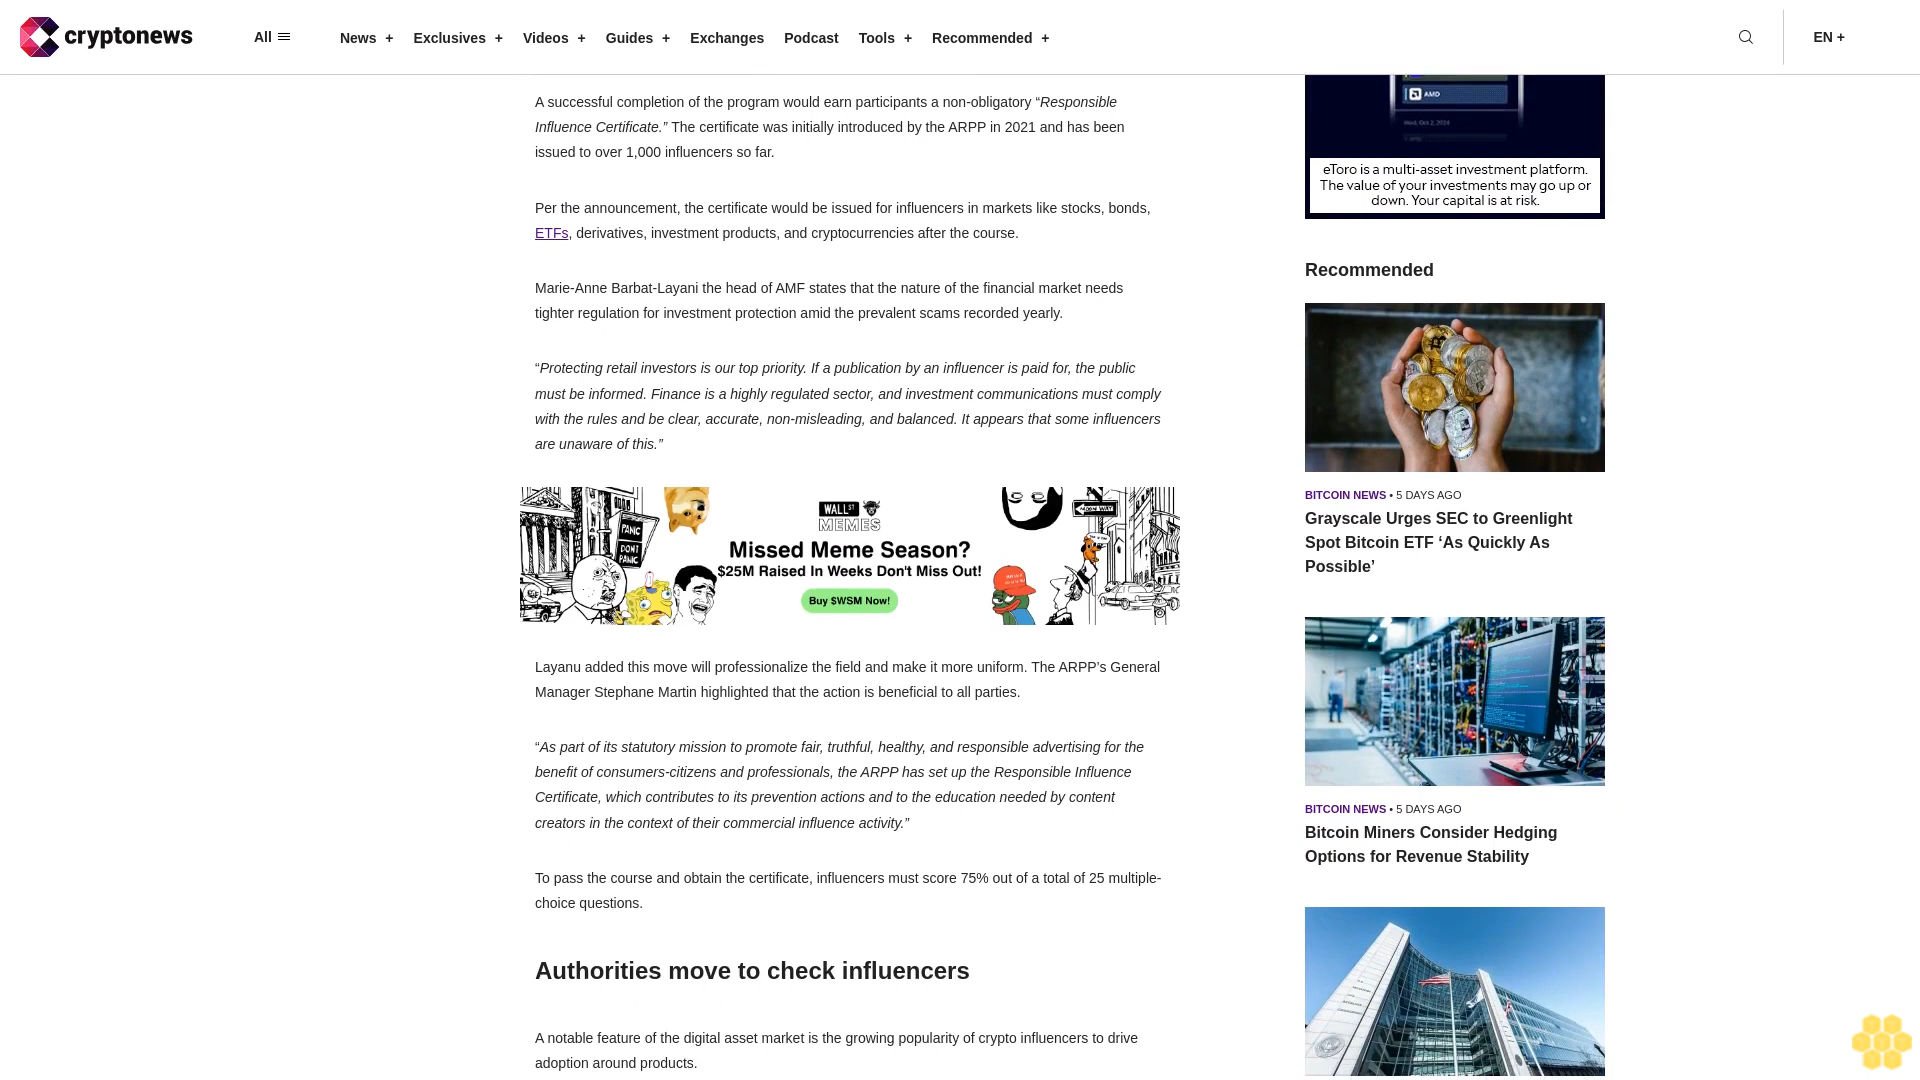 cryptonews
All
News +
Exclusives +
Videos +
Guides +
Exchanges
Podcast
Tools +
Recommended +
EN +
A successful completion of the program would earn participants a non-obligatory “Responsible
Influence Certificate.” The certificate was initially introduced by the ARPP in 2021 and has been
issued to over 1,000 influencers so far.
Per the announcement, the certificate would be issued for influencers in markets like stocks, bonds,
ETFs, derivatives, investment products, and cryptocurrencies after the course.
Marie-Anne Barbat-Layani the head of AMF states that the nature of the financial market needs
tighter regulation for investment protection amid the prevalent scams recorded yearly.
“Protecting retail investors is our top priority. If a publication by an influencer is paid for, the public
must be informed. Finance is a highly regulated sector, and investment communications must comply
with the rules and be clear, accurate, non-misleading, and balanced. It appears that some influencers
are unaware of this.”
PANIC
DONT
PANIC
WALL ST
MEMES
Missed Meme Season?
$25M Raised In Weeks Don't Miss Out!
Buy $WSM Now!
Layanu added this move will professionalize the field and make it more uniform. The ARPP’s General
Manager Stephane Martin highlighted that the action is beneficial to all parties.
“As part of its statutory mission to promote fair, truthful, healthy, and responsible advertising for the
benefit of consumers-citizens and professionals, the ARPP has set up the Responsible Influence
Certificate, which contributes to its prevention actions and to the education needed by content
creators in the context of their commercial influence activity.”
To pass the course and obtain the certificate, influencers must score 75% out of a total of 25 multiple-
choice questions.
Authorities move to check influencers
A notable feature of the digital asset market is the growing popularity of crypto influencers to drive
adoption around products.
AMD
Wed, Oct 2, 2024
eToro is a multi-asset investment platform.
The value of your investments may go up or
down. Your capital is at risk.
Recommended
BITCOIN NEWS • 5 DAYS AGO
Grayscale Urges SEC to Greenlight
Spot Bitcoin ETF ‘As Quickly As
Possible’
BITCOIN NEWS • 5 DAYS AGO
Bitcoin Miners Consider Hedging
Options for Revenue Stability